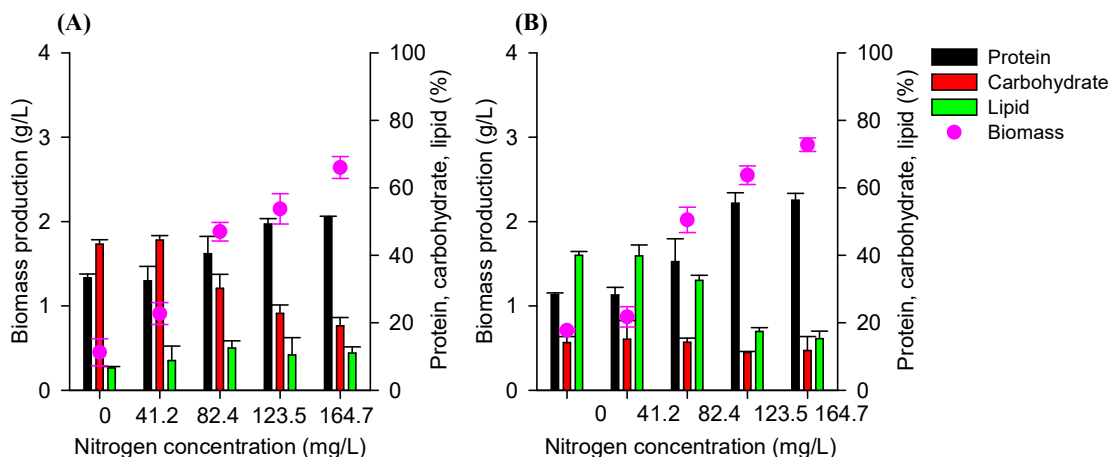 (A)
Biomass production (g/L)
4
3
2
1
0
100
80
60
40
20
0
Protein, carbohydrate, lipid (%)
0 41.2 82.4 123.5 164.7
Nitrogen concentration (mg/L)
(B)
Biomass production (g/L)
4
3
2
1
0
100
80
60
40
20
0
Protein, carbohydrate, lipid (%)
0 41.2 82.4 123.5 164.7
Nitrogen concentration (mg/L)
Protein
Carbohydrate
Lipid
Biomass